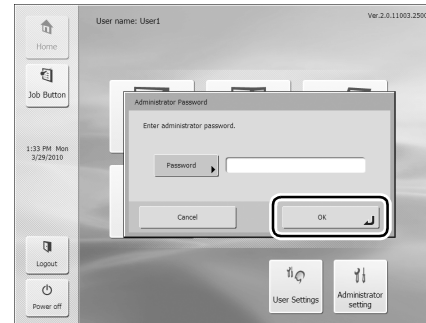 User name: User1
Ver.2.0.11003.2500
Home
Job Button
1:33 PM Mon
3/29/2010
Administrator Password
Enter administrator password.
Password
Cancel
OK
Logout
Power off
User Settings
Administrator
setting